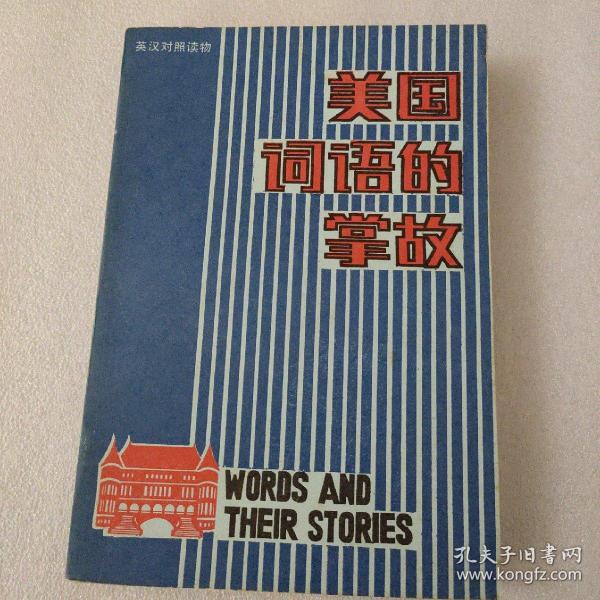 英汉对照读物
美国
词语的
掌故
WORDS AND
THEIR STORIES
孔夫子旧書网
www.kongfz.com